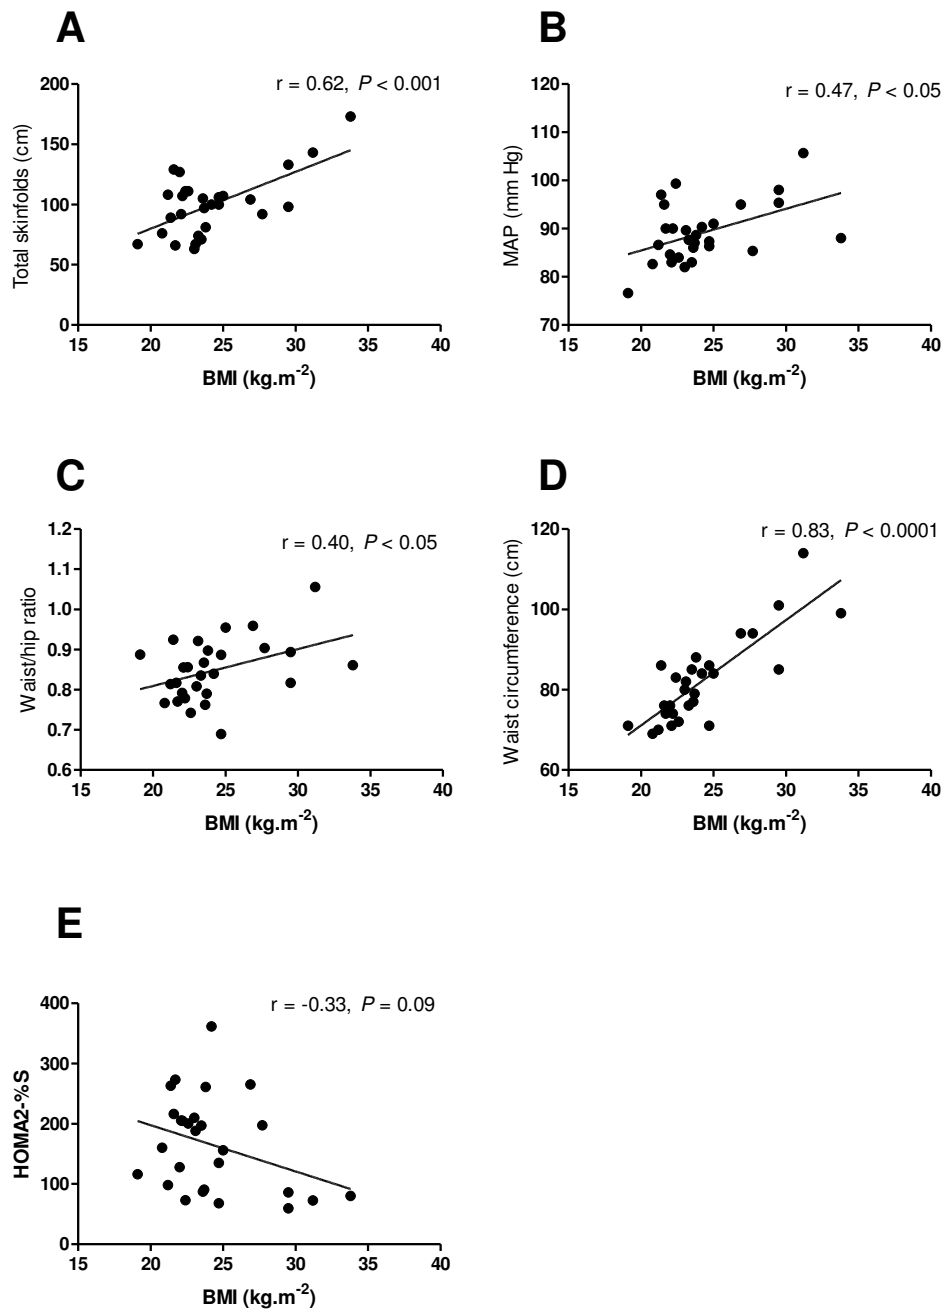 A
r = 0.62, P < 0.001
Total skinfolds (cm)
200
150
100
50
0
15 20 25 30 35 40
BMI (kg.m-2)
B
r = 0.47, P < 0.05
MAP (mm Hg)
120
110
100
90
80
70
15 20 25 30 35 40
BMI (kg.m-2)
C
r = 0.40, P < 0.05
Waist/hip ratio
1.2
1.1
1.0
0.9
0.8
0.7
0.6
15 20 25 30 35 40
BMI (kg.m-2)
D
r = 0.83, P < 0.0001
Waist circumference (cm)
120
100
80
60
15 20 25 30 35 40
BMI (kg.m-2)
E
r = -0.33, P = 0.09
HOMA2-%S
400
300
200
100
0
15 20 25 30 35 40
BMI (kg.m-2)